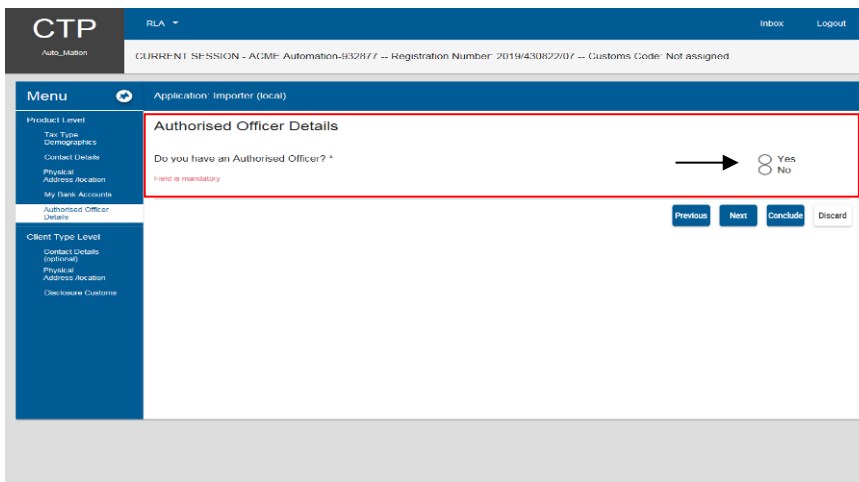 CTP
Auto_Mation
RLA
Inbox
Logout
CURRENT SESSION - ACME Automation-932877 -- Registration Number: 2019/430822/07 -- Customs Code: Not assigned
Menu
Application: Importer (local)
Product Level
Tax Type
Demographics
Contact Details
Physical
Address /location
My Bank Accounts
Authorised Officer
Details
Client Type Level
Contact Details
(optional)
Physical
Address /location
Disclosure Customs
Authorised Officer Details
Do you have an Authorised Officer? *
Yes
No
Field is mandatory
Previous
Next
Conclude
Discard